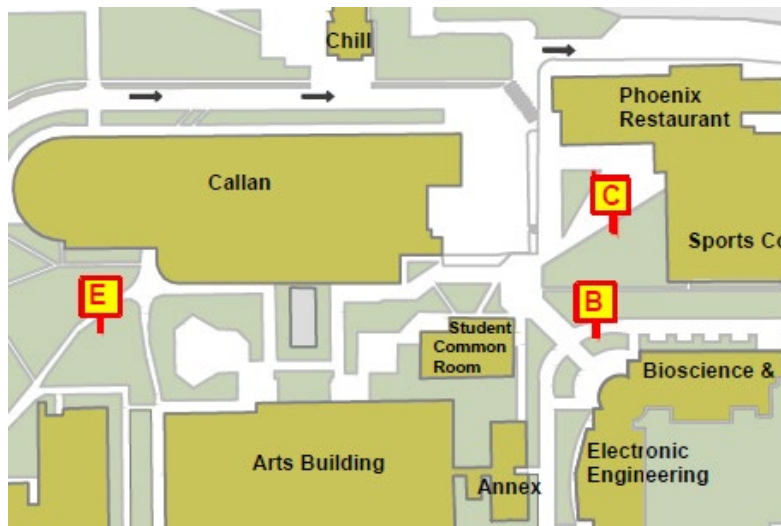 Chill
Phoenix
Restaurant
Callan
C
Sports Co
E
B
Student
Common
Room
Bioscience &
Arts Building
Electronic
Engineering
Annex